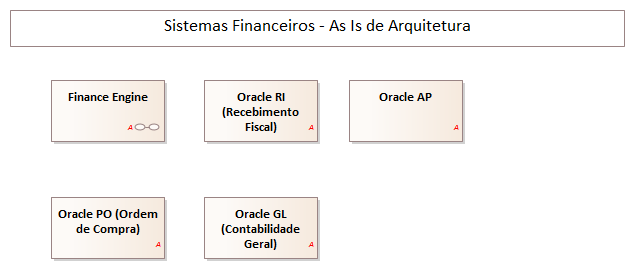 Sistemas Financeiros - As Is de Arquitetura
Finance Engine
A
Oracle RI
(Recebimento
Fiscal)
A
Oracle AP
A
Oracle PO (Ordem
de Compra)
A
Oracle GL
(Contabilidade
Geral)
A